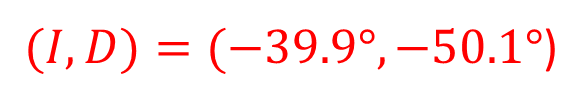 (I, D) = (−39.9°, −50.1°)